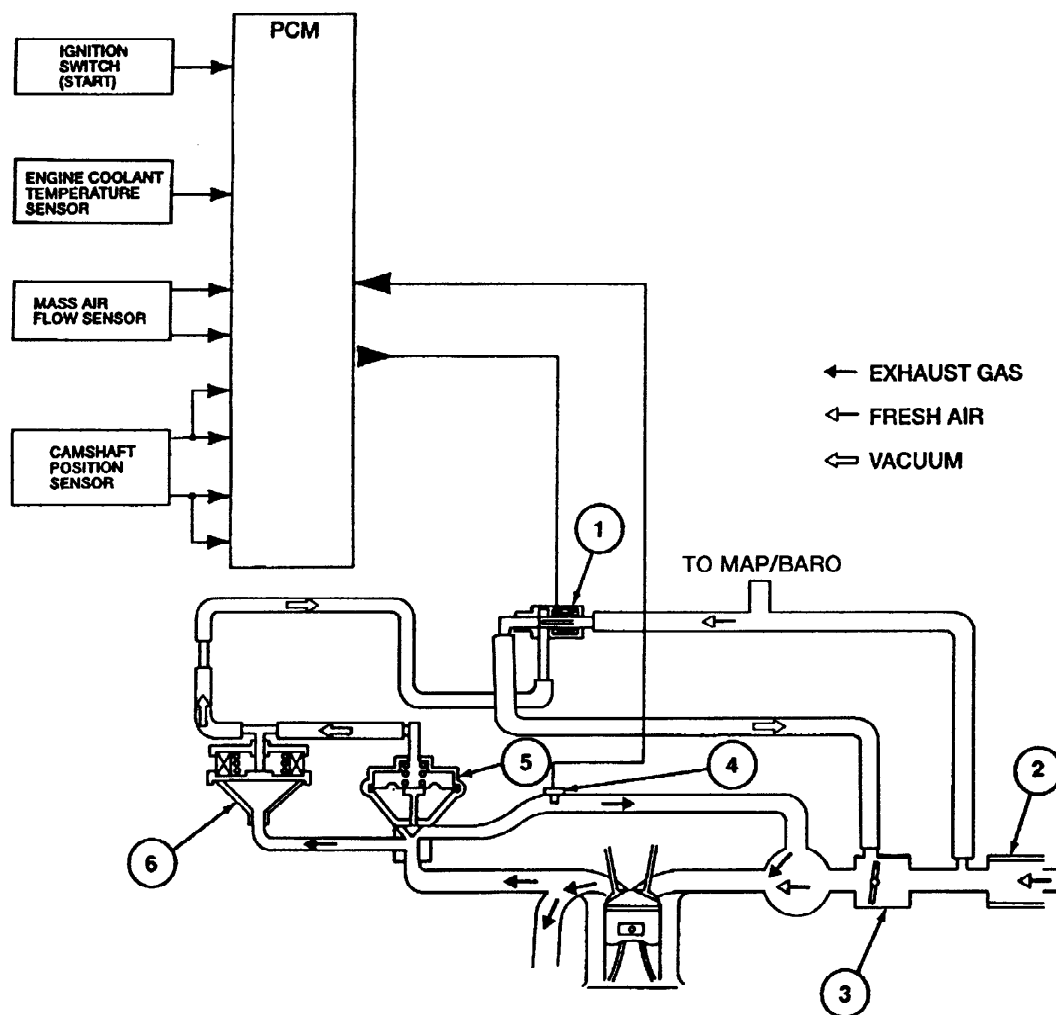 PCM
IGNITION
SWITCH
(START)
ENGINE COOLANT
TEMPERATURE
SENSOR
MASS AIR
FLOW SENSOR
CAMSHAFT
POSITION
SENSOR
EXHAUST GAS
FRESH AIR
VACUUM
1
TO MAP/BARO
5
4
2
6
3